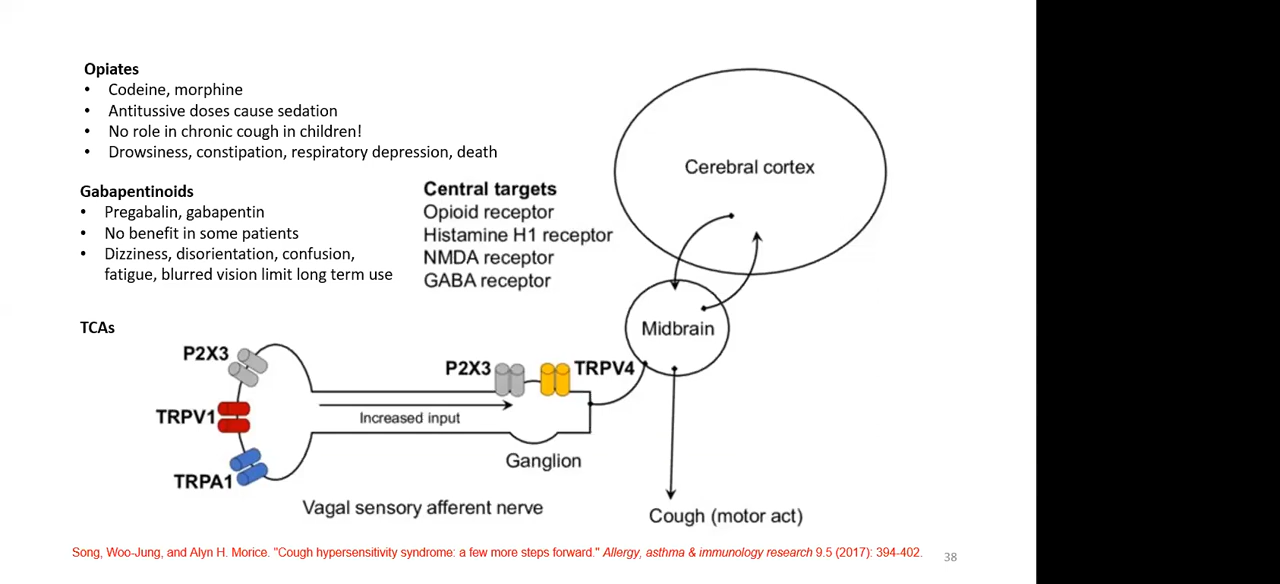 Opiates
• Codeine, morphine
• Antitussive doses cause sedation
• No role in chronic cough in children!
• Drowsiness, constipation, respiratory depression, death
Gabapentinoids
• Pregabalin, gabapentin
• No benefit in some patients
• Dizziness, disorientation, confusion,
fatigue, blurred vision limit long term use
TCAs
Central targets
Opioid receptor
Histamine H1 receptor
NMDA receptor
GABA receptor
Cerebral cortex
Midbrain
P2X3
TRPV1
TRPA1
P2X3
TRPV4
Increased input
Ganglion
Vagal sensory afferent nerve
Cough (motor act)
Song, Woo-Jung, and Alyn H. Morice. "Cough hypersensitivity syndrome: a few more steps forward." Allergy, asthma & immunology research 9.5 (2017): 394-402.
38